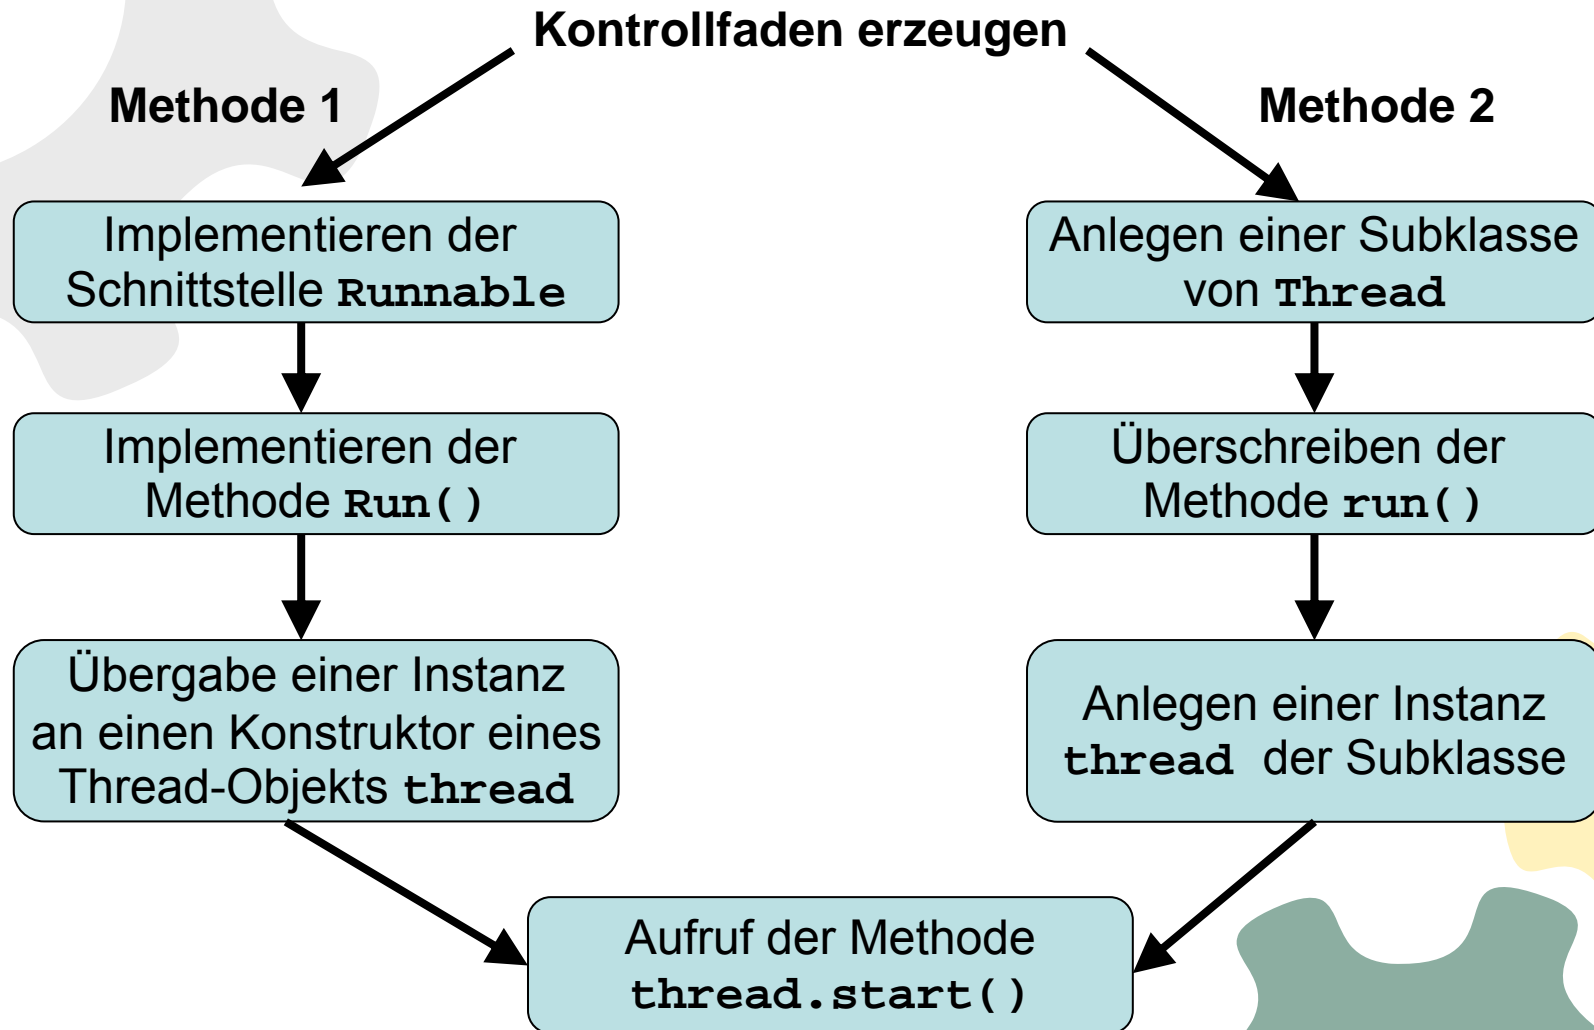 Kontrollfaden erzeugen
Methode 1
Methode 2
Implementieren der
Schnittstelle Runnable
Implementieren der
Methode Run()
Übergabe einer Instanz
an einen Konstruktor eines
Thread-Objekts thread
Anlegen einer Subklasse
von Thread
Überschreiben der
Methode run()
Anlegen einer Instanz
thread der Subklasse
Aufruf der Methode
thread.start()